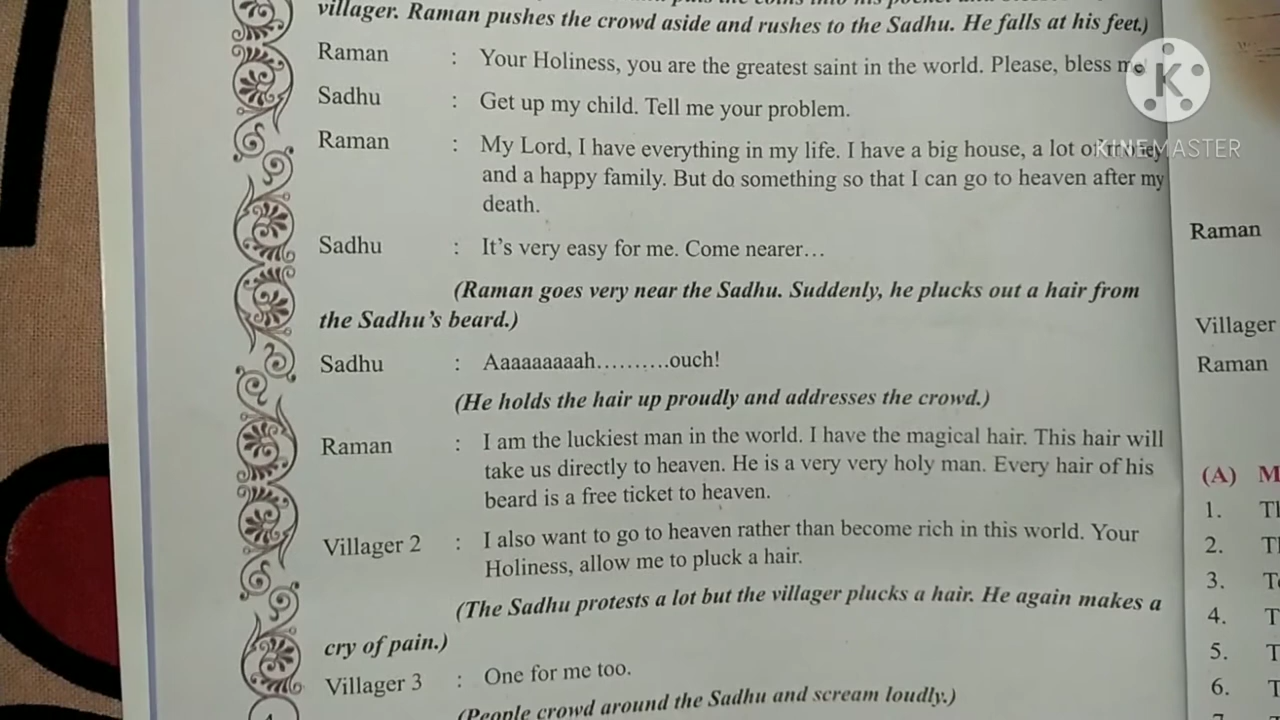 villager. Raman pushes the crowd aside and rushes to the Sadhu. He falls at his feet.)
Raman : Your Holiness, you are the greatest saint in the world. Please, bless me
Sadhu : Get up my child. Tell me your problem.
Raman : My Lord, I have everything in my life. I have a big house, a lot of money
and a happy family. But do something so that I can go to heaven after my
death.
Sadhu : It's very easy for me. Come nearer...
(Raman goes very near the Sadhu. Suddenly, he plucks out a hair from
the Sadhu's beard.)
Sadhu : Aaaaaaaaah..........ouch!
(He holds the hair up proudly and addresses the crowd.)
Raman : I am the luckiest man in the world. I have the magical hair. This hair will
take us directly to heaven. He is a very very holy man. Every hair of his
beard is a free ticket to heaven.
Villager 2 : I also want to go to heaven rather than become rich in this world. Your
Holiness, allow me to pluck a hair.
(The Sadhu protests a lot but the villager plucks a hair. He again makes a
cry of pain.)
Villager 3 : One for me too.
(People crowd around the Sadhu and scream loudly.)
Raman
Villager
Raman
(A) M
1.
2.
3.
4.
5.
6.
K
KINEMASTER